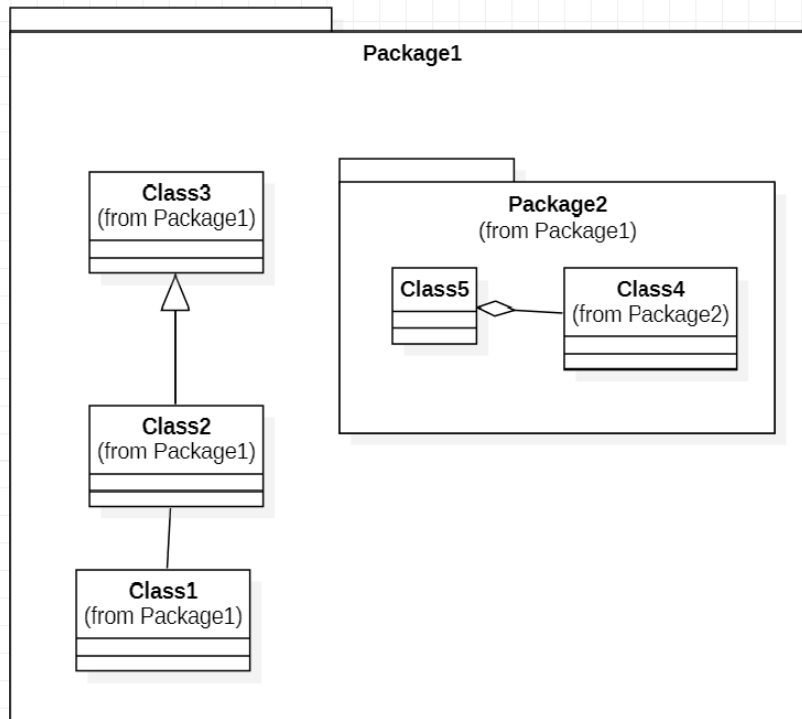 Package1
Class3
(from Package1)
Package2
(from Package1)
Class5
Class4
(from Package2)
Class2
(from Package1)
Class1
(from Package1)